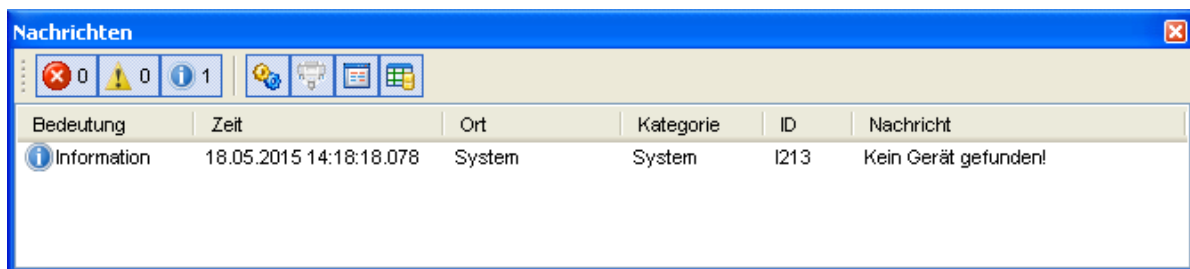 Nachrichten
0 0 1
Bedeutung Zeit Ort Kategorie ID Nachricht
Information 18.05.2015 14:18:18.078 System System I213 Kein Gerät gefunden!